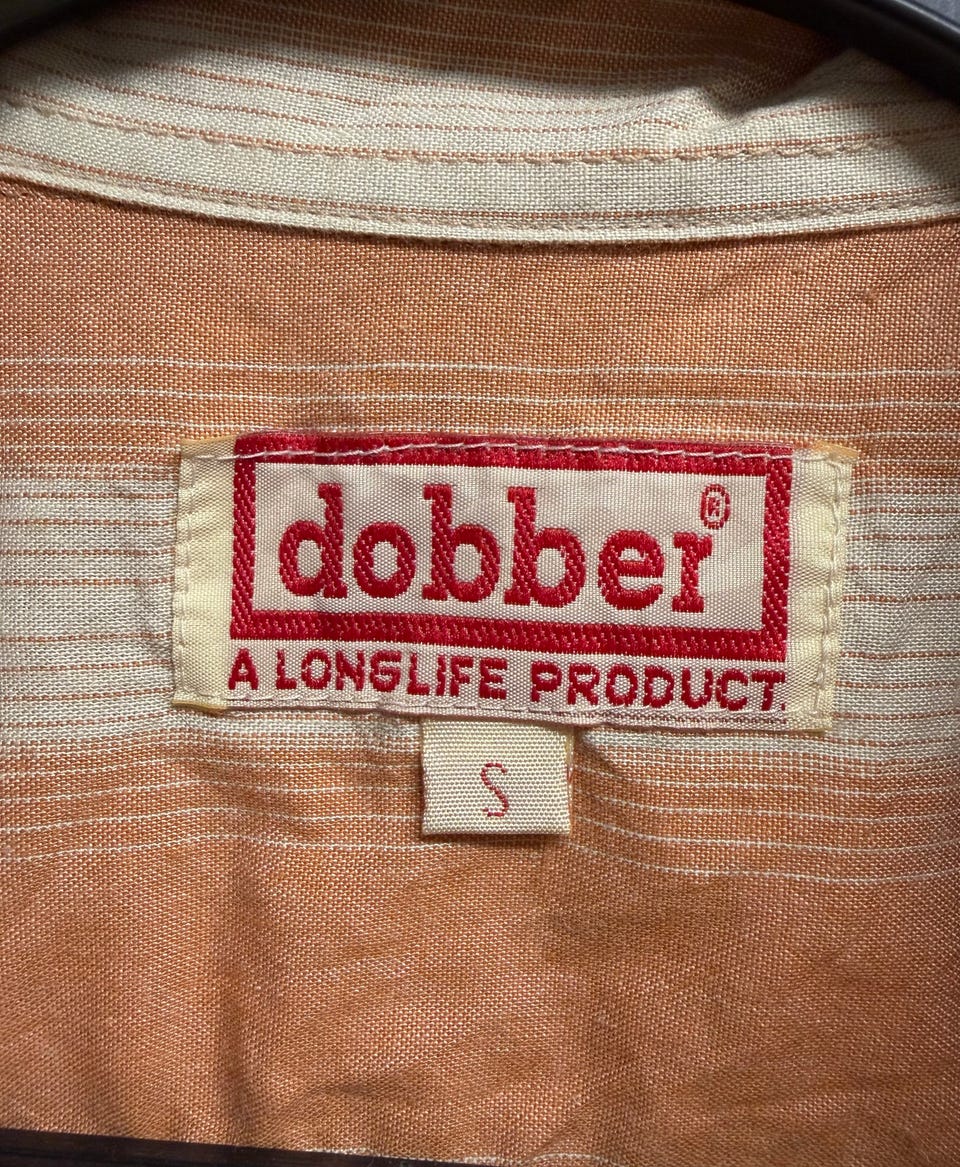 dobber®
A LONGLIFE PRODUCT.
S